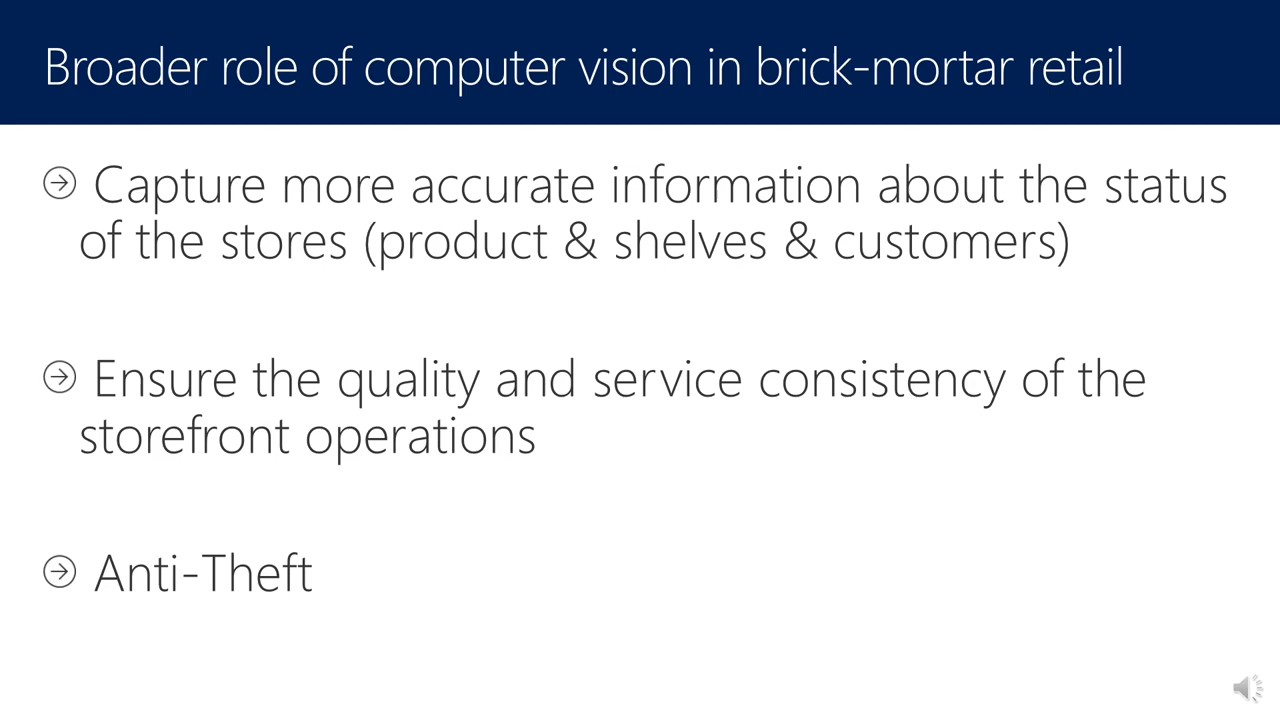 Broader role of computer vision in brick-mortar retail
Capture more accurate information about the status
of the stores (product & shelves & customers)
Ensure the quality and service consistency of the
storefront operations
Anti-Theft